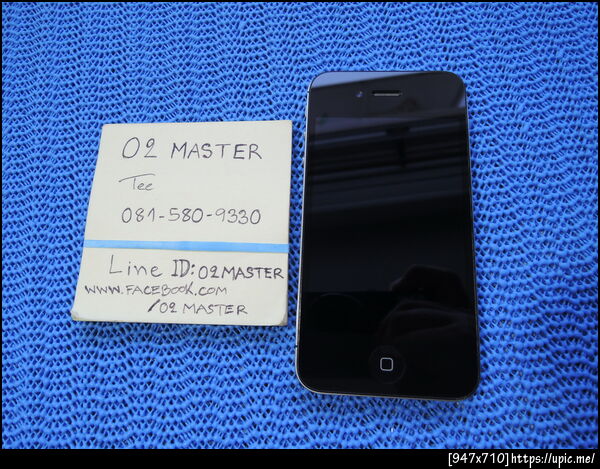 O2 MASTER
Tee
081-580-9330
Line ID: O2MASTER
WWW.FACEBOOK.COM
/O2 MASTER
[947x710]https://upic.me/